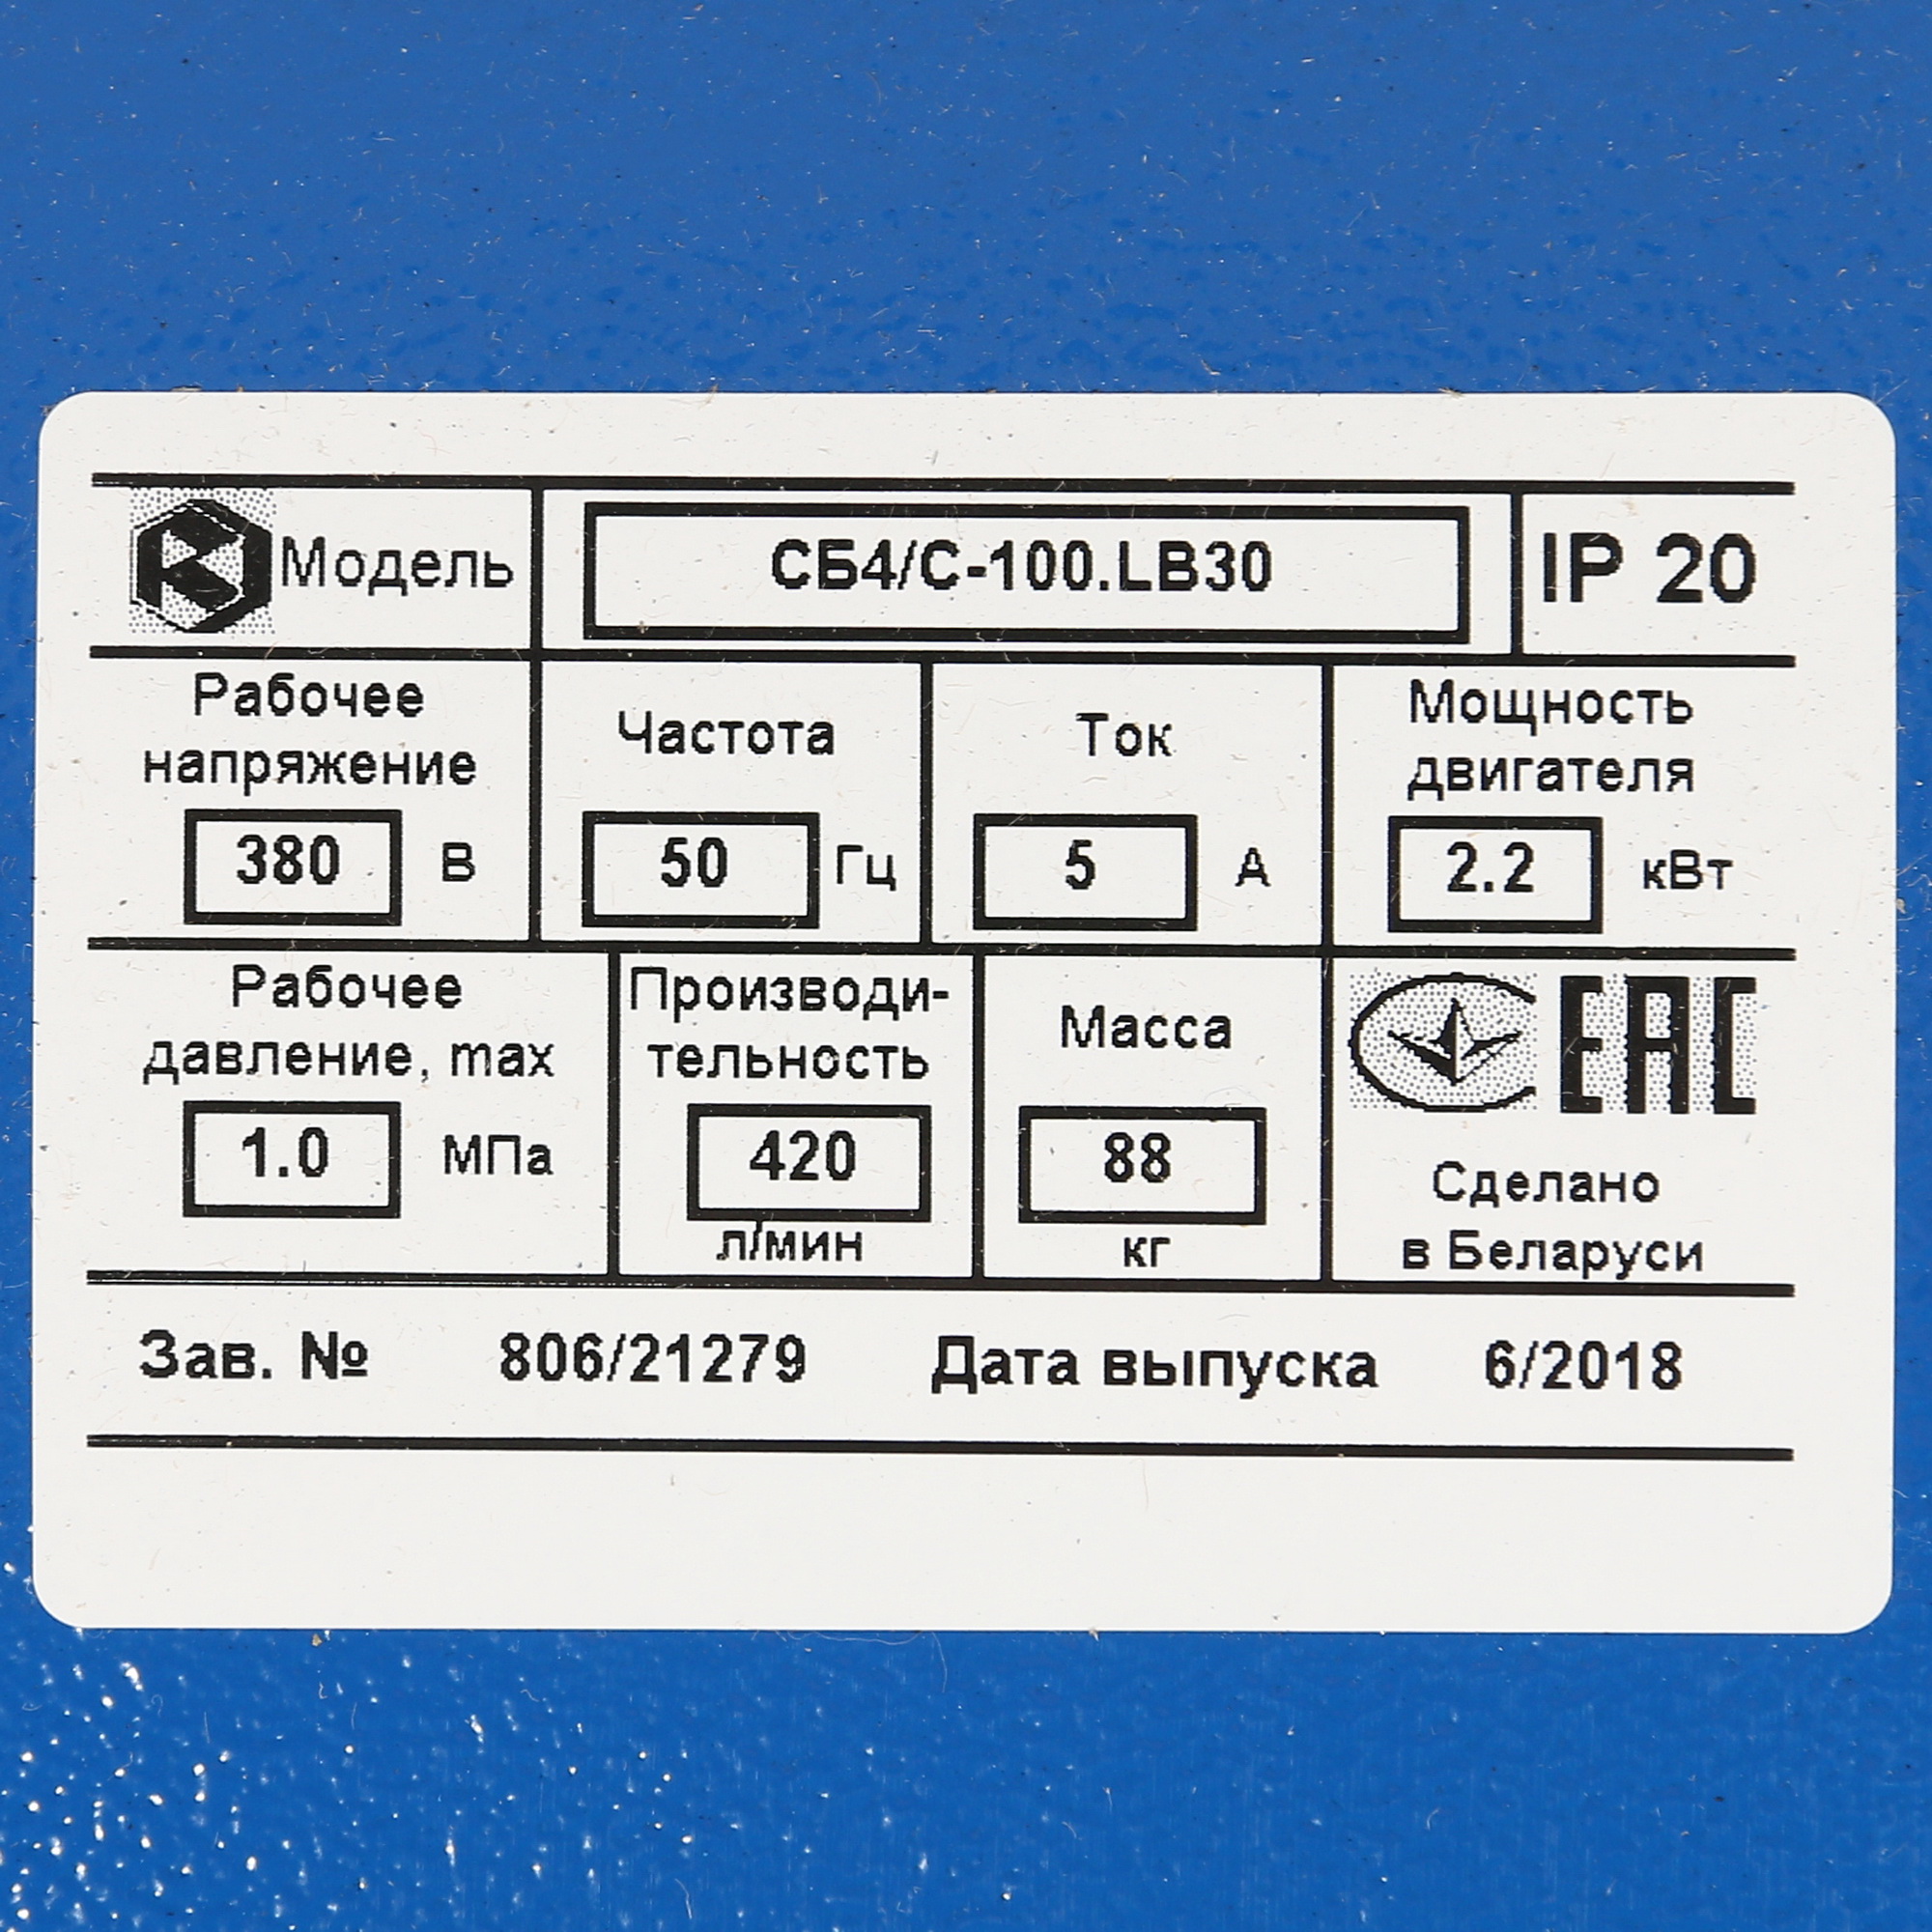 Модель СБ4/С-100.LB30 IP 20
Рабочее
напряжение
380 В
Частота
50 Гц
Ток
5 А
Мощность
двигателя
2.2 кВт
Рабочее
давление, max
1.0 МПа
Производи-
тельность
420
л/мин
Масса
88
кг
ЕАС
Сделано
в Беларуси
Зав. № 806/21279 Дата выпуска 6/2018